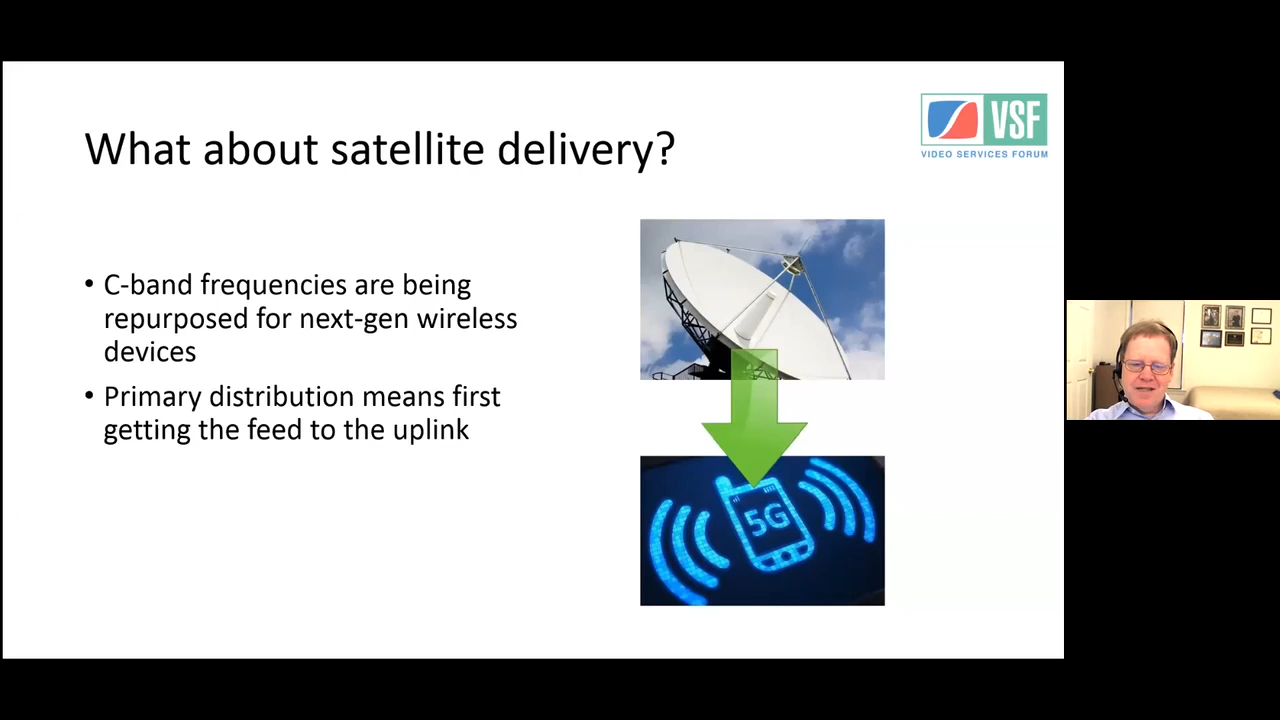 VSF
VIDEO SERVICES FORUM
What about satellite delivery?
• C-band frequencies are being
repurposed for next-gen wireless
devices
• Primary distribution means first
getting the feed to the uplink
5G